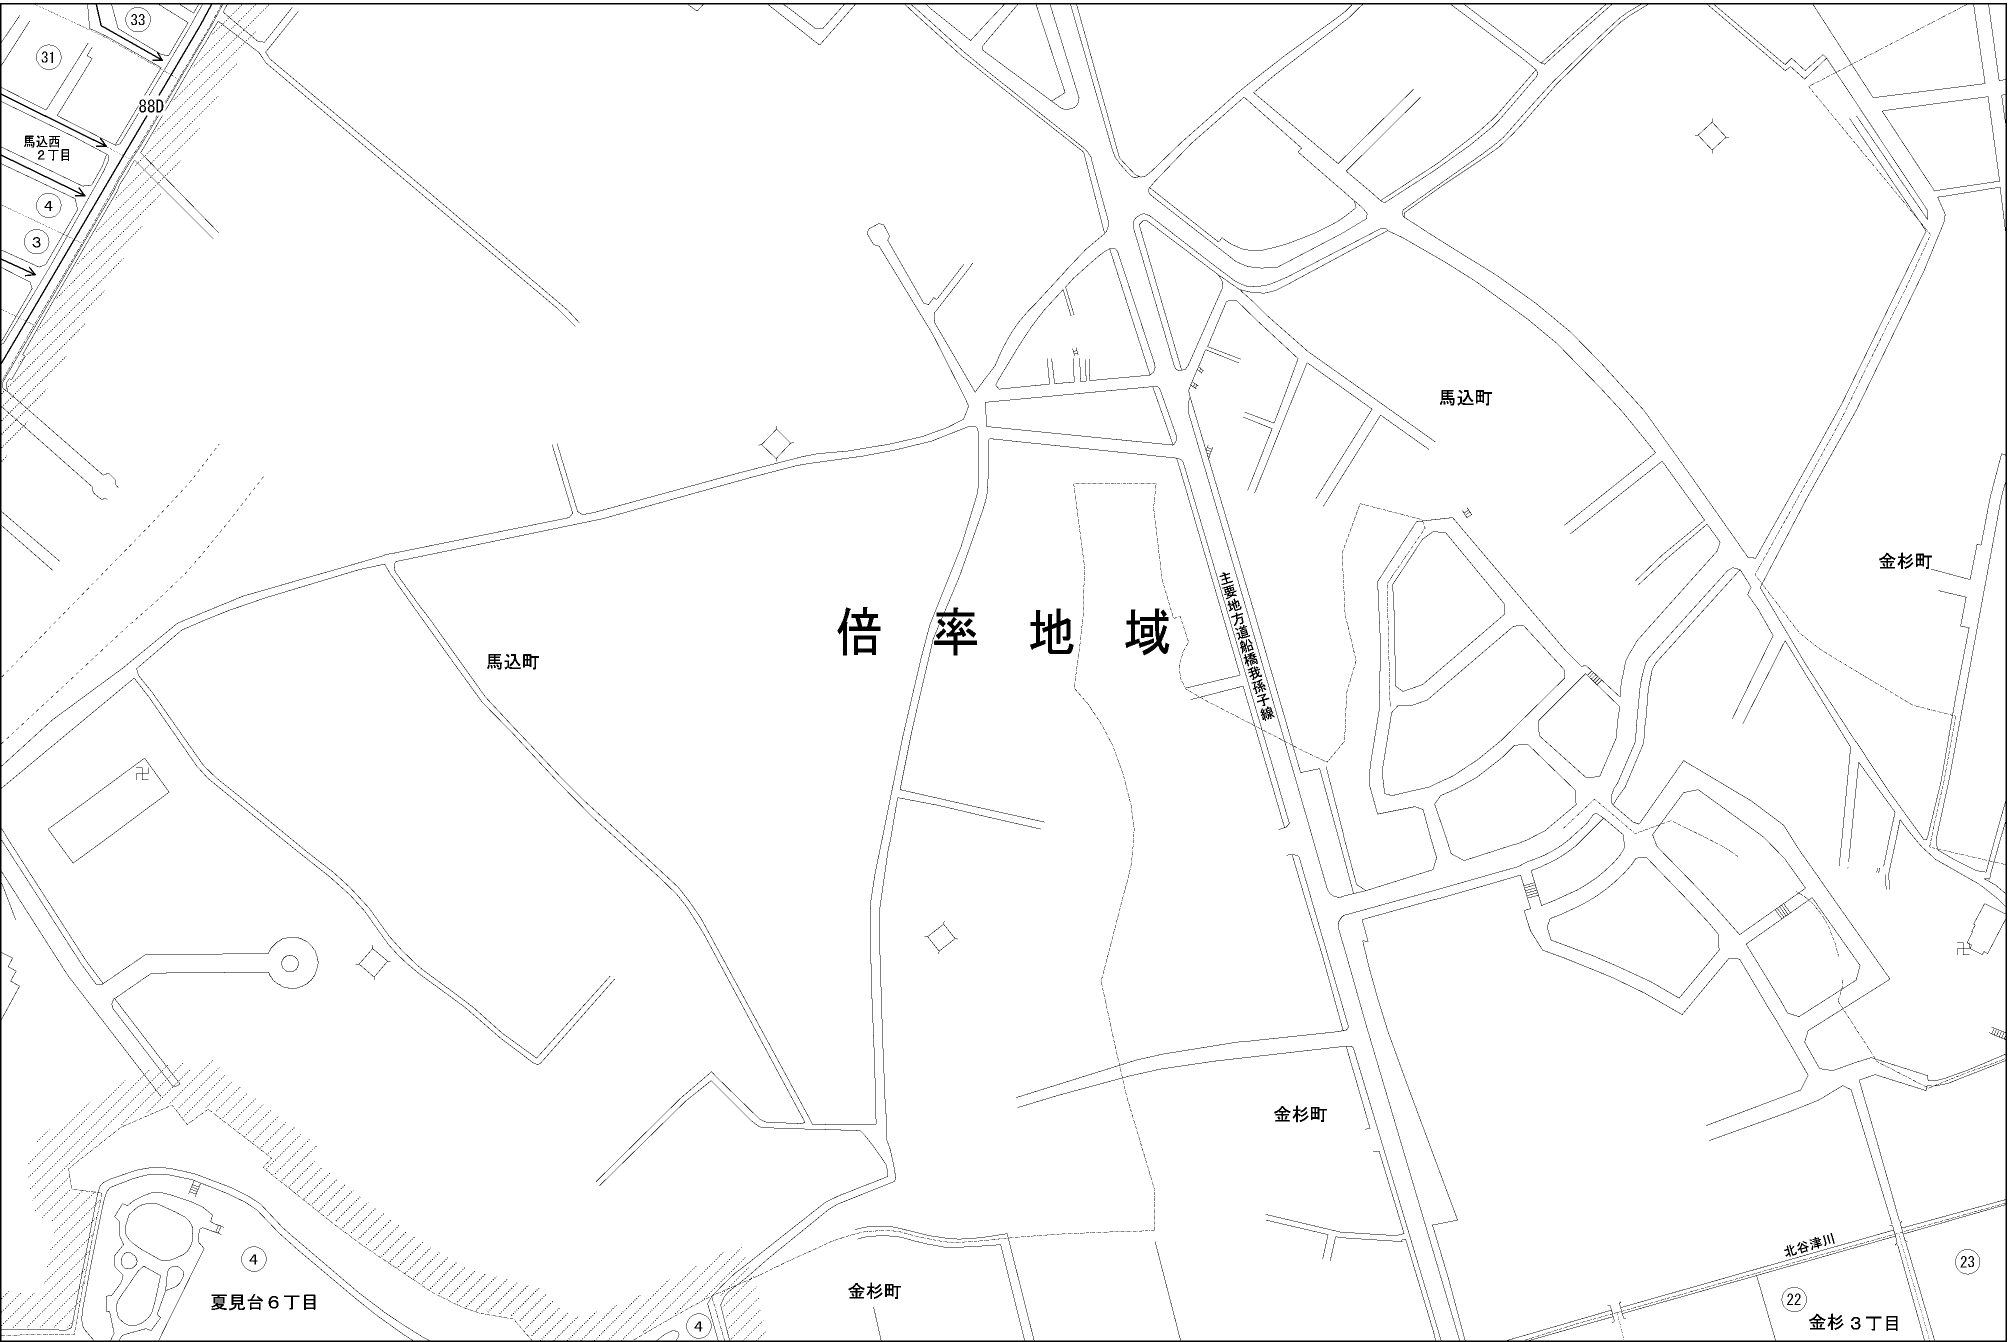 33
31
88D
馬込西
2丁目
4
3
馬込町
金杉町
倍率地域
主要地方道船橋我孫子線
馬込町
卍
卍
金杉町
北谷津川
4
夏見台6丁目
金杉町
4
23
22
金杉3丁目